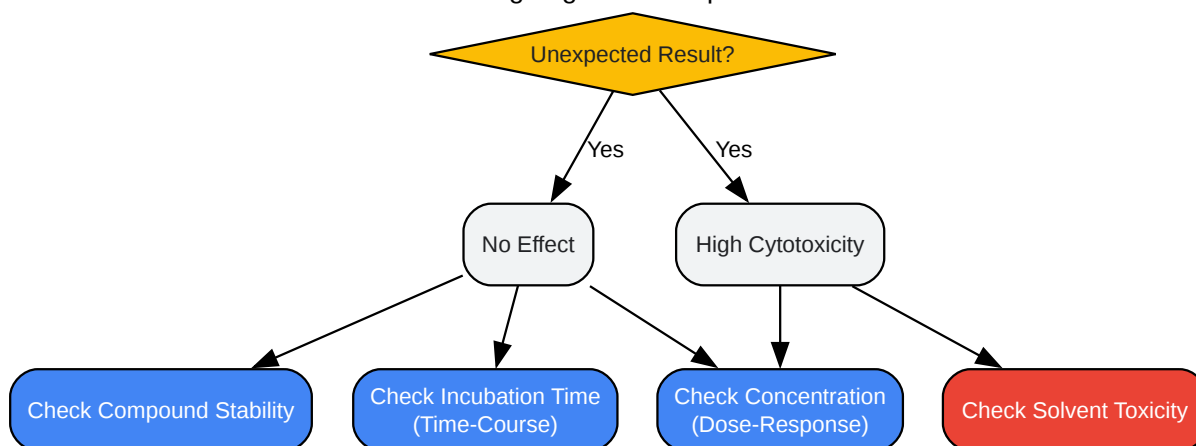 Unexpected Result?
Yes
Yes
No Effect
High Cytotoxicity
Check Compound Stability
Check Incubation Time
(Time-Course)
Check Concentration
(Dose-Response)
Check Solvent Toxicity